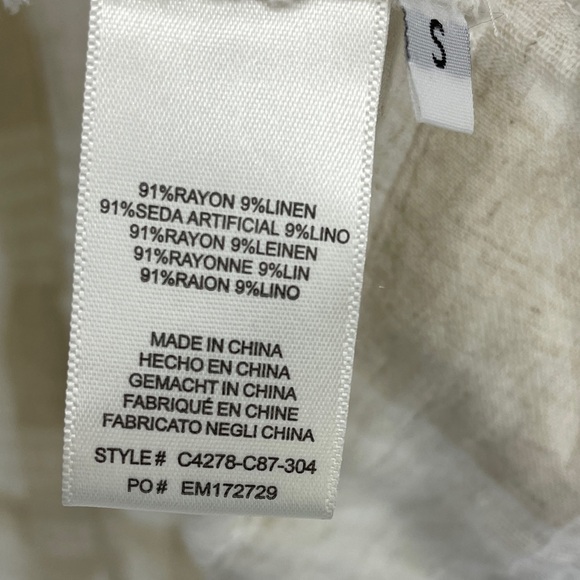 S
91%RAYON 9%LINEN
91%SEDA ARTIFICIAL 9%LINO
91%RAYON 9%LEINEN
91%RAYONNE 9%LIN
91%RAION 9%LINO
MADE IN CHINA
HECHO EN CHINA
GEMACHT IN CHINA
FABRIQUÉ EN CHINE
FABRICATO NEGLI CHINA
STYLE# C4278-C87-304
PO# EM172729